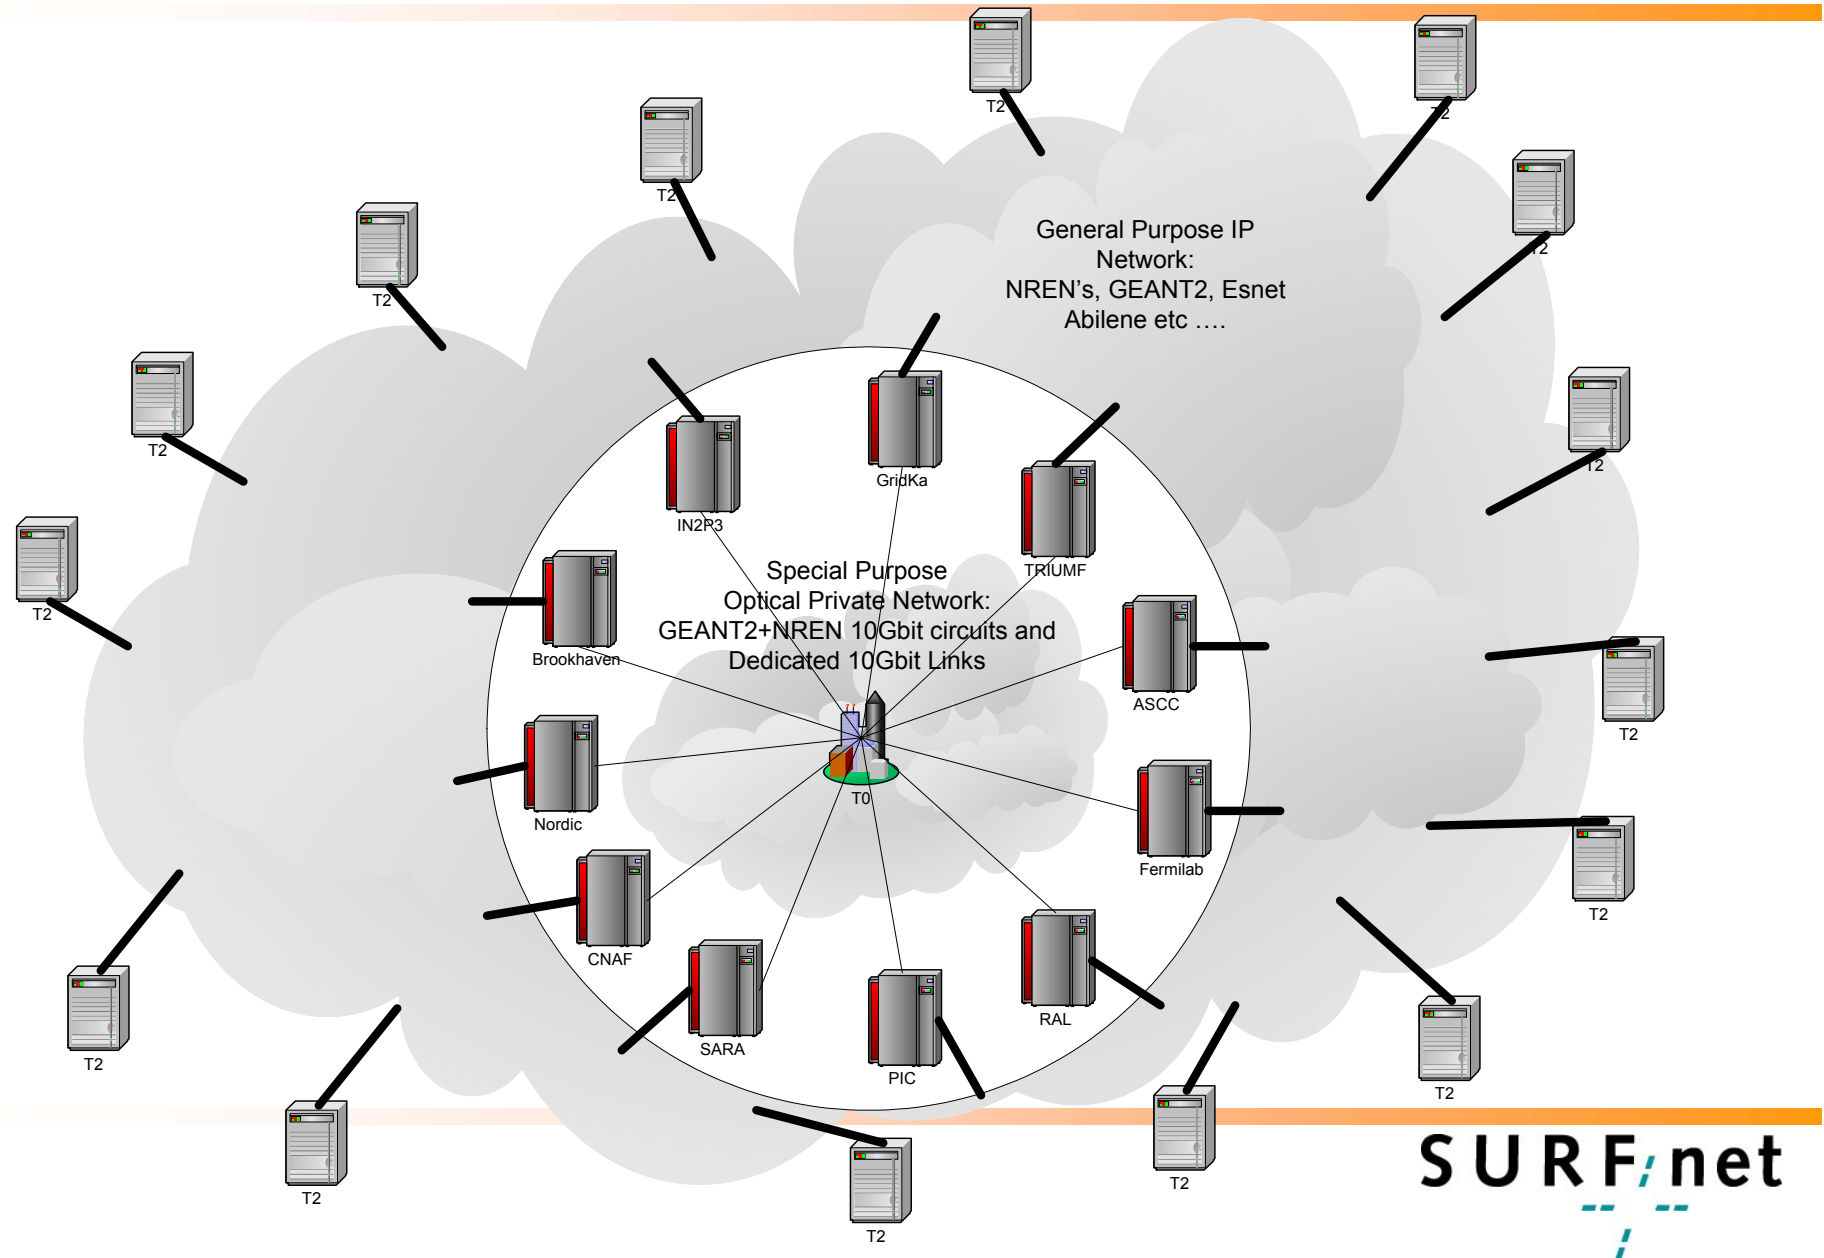 T2
T2
T2
T2
T2
T2
General Purpose IP
Network:
NREN's, GEANT2, Esnet
Abilene etc ….
T2
T2
GridKa
IN2P3
TRIUMF
Special Purpose
Optical Private Network:
GEANT2+NREN 10Gbit circuits and
Dedicated 10Gbit Links
T2
Brookhaven
ASCC
T2
T0
Nordic
Fermilab
T2
CNAF
RAL
SARA
T2
PIC
T2
T2
T2
T2
SURFnet